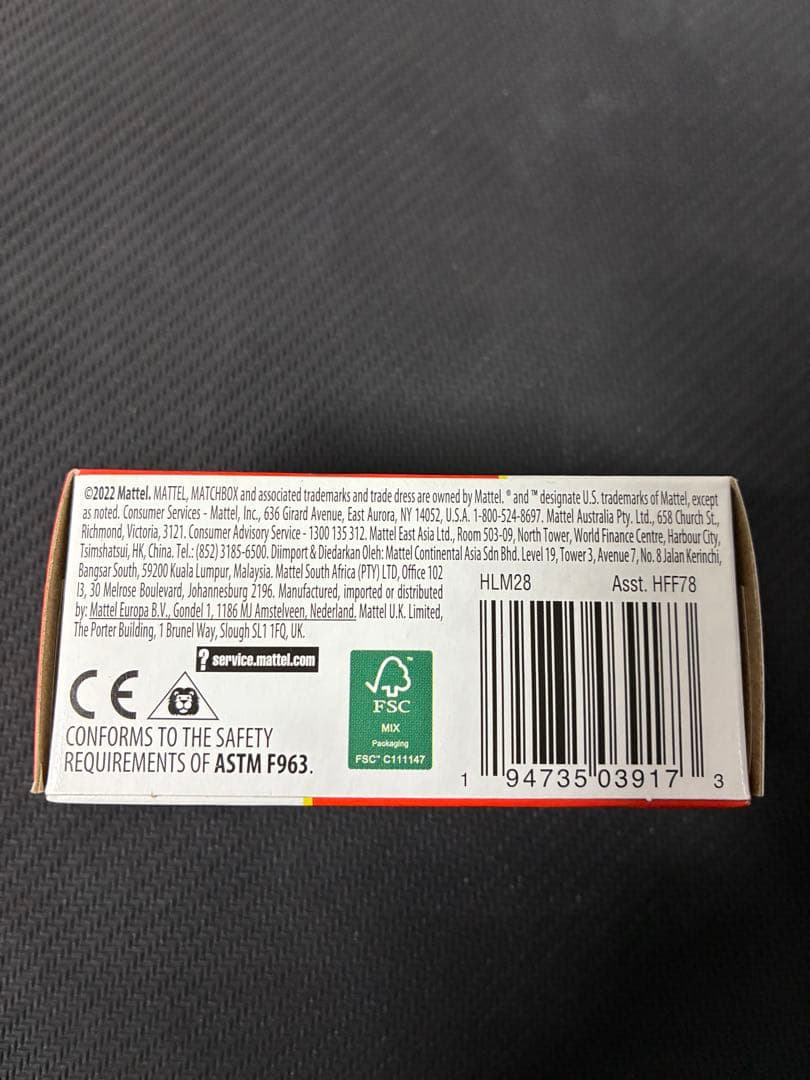 ©2022 Mattel. MATTEL, MATCHBOX and associated trademarks and trade dress are owned by Mattel. ® and ™ designate U.S. trademarks of Mattel, except
as noted. Consumer Services - Mattel, Inc., 636 Girard Avenue, East Aurora, NY 14052, U.S.A. 1-800-524-8697. Mattel Australia Pty. Ltd., 658 Church St.,
Richmond, Victoria, 3121. Consumer Advisory Service - 1300 135 312. Mattel East Asia Ltd., Room 503-09, North Tower, World Finance Centre, Harbour City,
Tsimshatsui, HK, China. Tel.: (852) 3185-6500. Diimport & Diedarkan Oleh: Mattel Continental Asia Sdn Bhd. Level 19, Tower 3, Avenue 7, No. 8 Jalan Kerinchi,
Bangsar South, 59200 Kuala Lumpur, Malaysia. Mattel South Africa (PTY) LTD, Office 102
I3, 30 Melrose Boulevard, Johannesburg 2196. Manufactured, imported or distributed
by: Mattel Europa B.V., Gondel 1, 1186 MJ Amstelveen, Nederland. Mattel U.K. Limited,
The Porter Building, 1 Brunel Way, Slough SL1 1FQ, UK.
HLM28 Asst. HFF78
? service.mattel.com
CE
CONFORMS TO THE SAFETY
REQUIREMENTS OF ASTM F963.
FSC
MIX
Packaging
FSC™ C111147
1 94735 03917 3